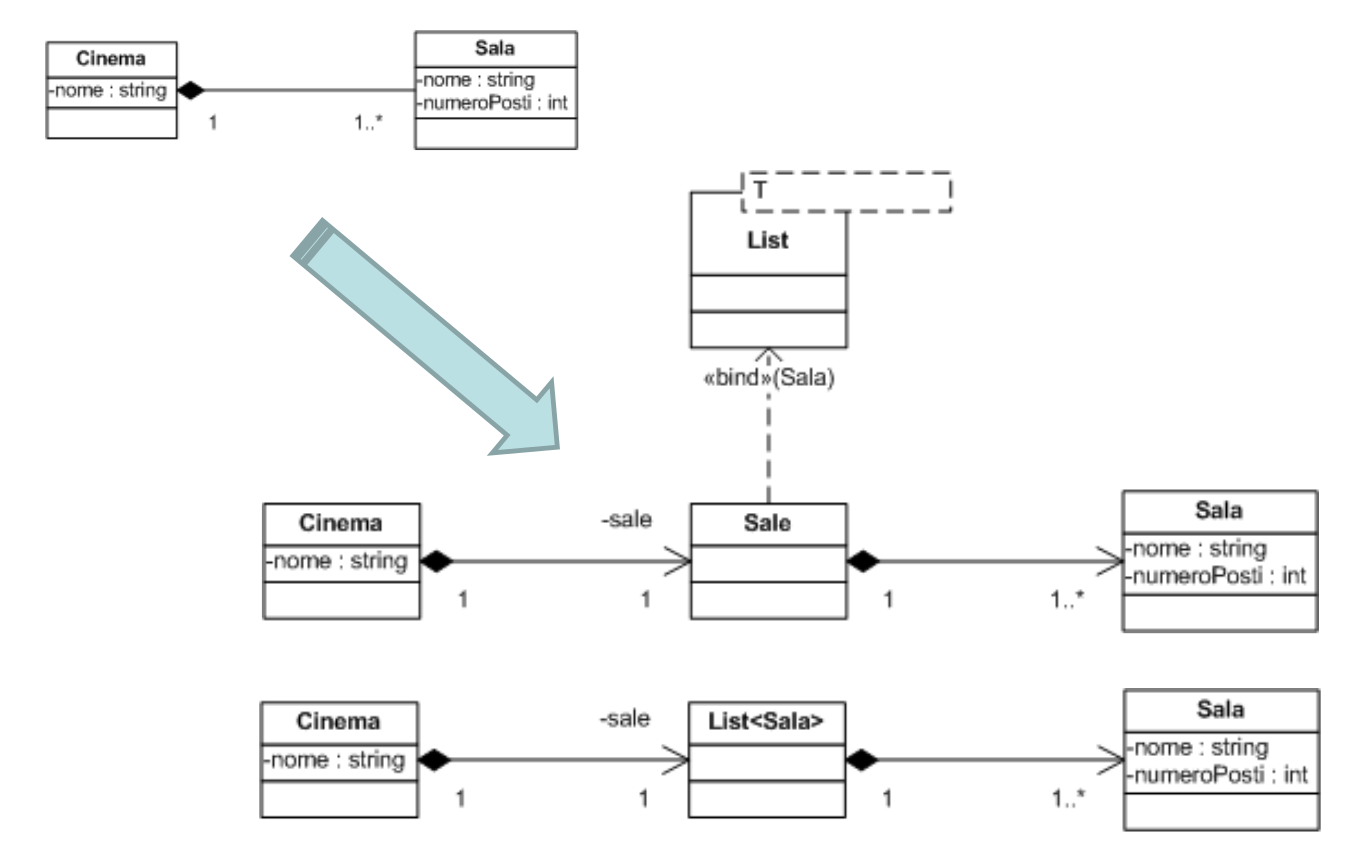 Cinema
-nome : string
1
1..*
Sala
-nome : string
-numeroPosti : int
T
List
«bind»(Sala)
Cinema
-nome : string
1
-sale
1
Sale
1
1..*
Sala
-nome : string
-numeroPosti : int
Cinema
-nome : string
1
-sale
1
List<Sala>
1
1..*
Sala
-nome : string
-numeroPosti : int